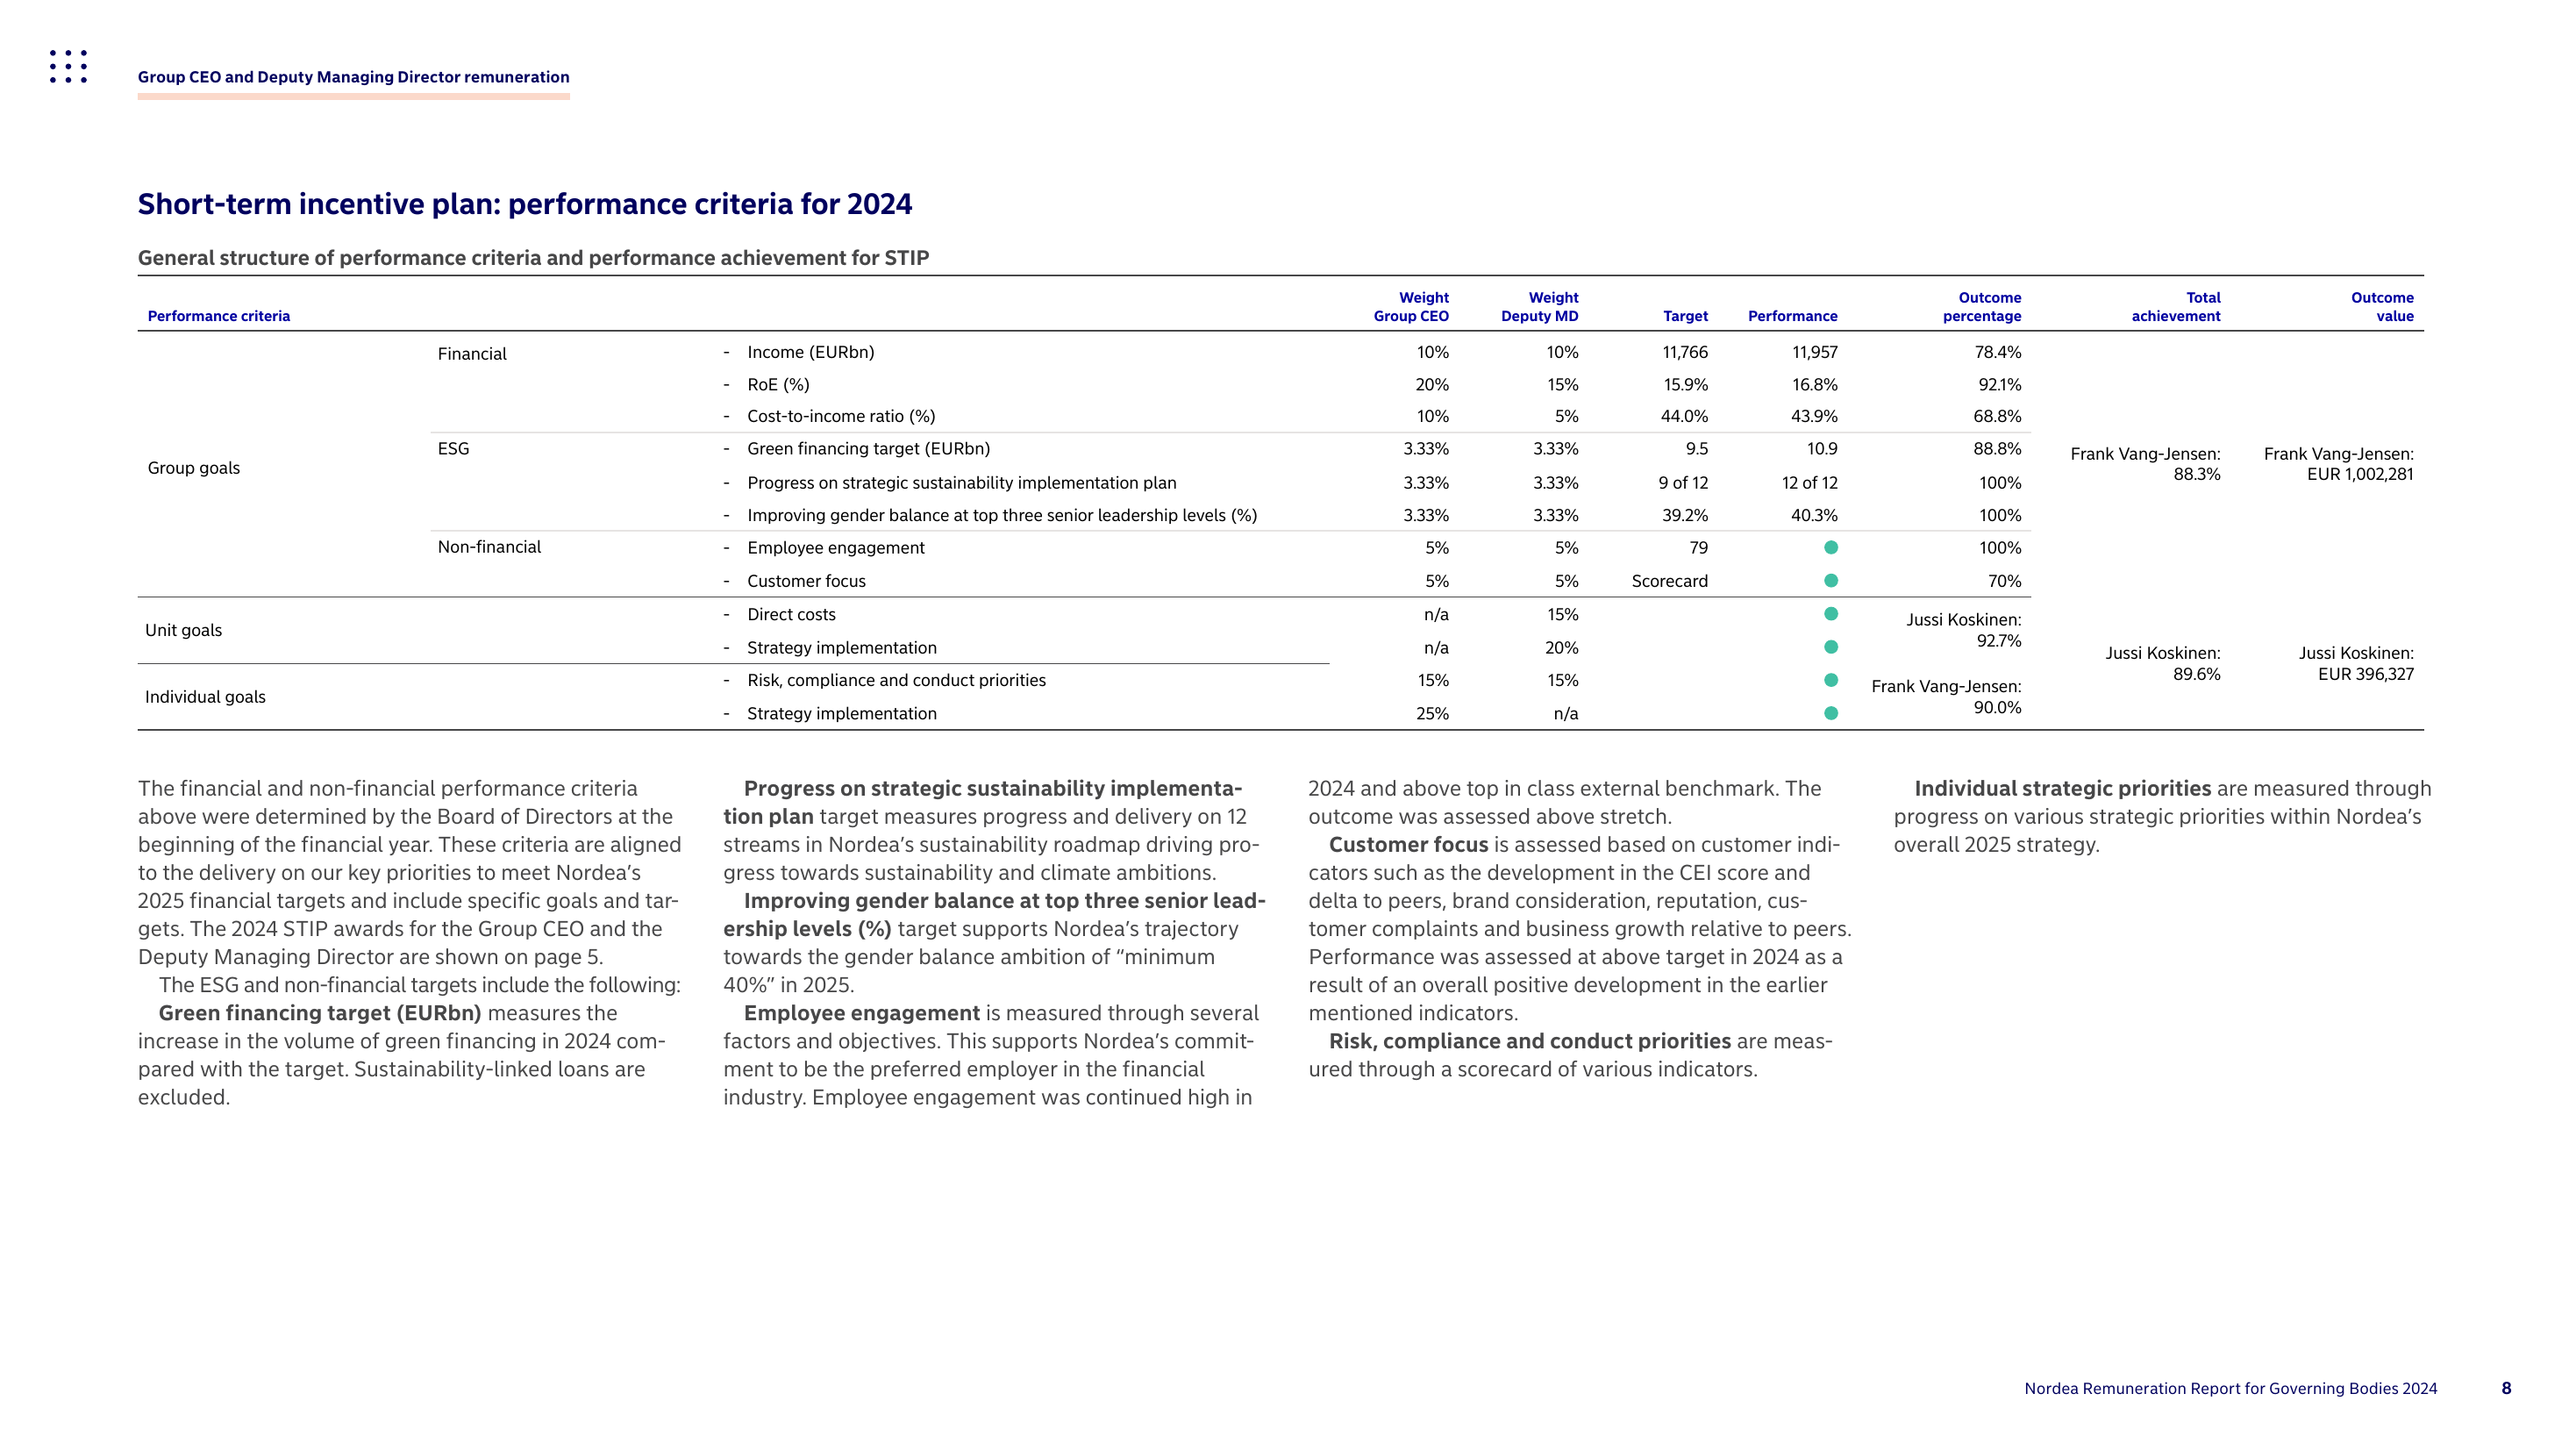 Group CEO and Deputy Managing Director remuneration
Short-term incentive plan: performance criteria for 2024
General structure of performance criteria and performance achievement for STIP
Performance criteria Weight Group CEO Weight Deputy MD Target Performance Outcome percentage Total achievement Outcome value
Group goals
Financial - Income (EURbn) 10% 10% 11,766 11,957 78.4%
- RoE (%) 20% 15% 15.9% 16.8% 92.1%
- Cost-to-income ratio (%) 10% 5% 44.0% 43.9% 68.8%
ESG - Green financing target (EURbn) 3.33% 3.33% 9.5 10.9 88.8%
- Progress on strategic sustainability implementation plan 3.33% 3.33% 9 of 12 12 of 12 100%
- Improving gender balance at top three senior leadership levels (%) 3.33% 3.33% 39.2% 40.3% 100%
Non-financial - Employee engagement 5% 5% 79 100%
- Customer focus 5% 5% Scorecard 70%
Frank Vang-Jensen: 88.3%
Frank Vang-Jensen: EUR 1,002,281
Unit goals
- Direct costs n/a 15%
- Strategy implementation n/a 20%
Jussi Koskinen: 92.7%
Individual goals
- Risk, compliance and conduct priorities 15% 15%
- Strategy implementation 25% n/a
Frank Vang-Jensen: 90.0%
Jussi Koskinen: 89.6%
Jussi Koskinen: EUR 396,327
The financial and non-financial performance criteria
above were determined by the Board of Directors at the
beginning of the financial year. These criteria are aligned
to the delivery on our key priorities to meet Nordea’s
2025 financial targets and include specific goals and tar-
gets. The 2024 STIP awards for the Group CEO and the
Deputy Managing Director are shown on page 5.
The ESG and non-financial targets include the following:
Green financing target (EURbn) measures the
increase in the volume of green financing in 2024 com-
pared with the target. Sustainability-linked loans are
excluded.
Progress on strategic sustainability implementa-
tion plan target measures progress and delivery on 12
streams in Nordea’s sustainability roadmap driving pro-
gress towards sustainability and climate ambitions.
Improving gender balance at top three senior lead-
ership levels (%) target supports Nordea’s trajectory
towards the gender balance ambition of “minimum
40%” in 2025.
Employee engagement is measured through several
factors and objectives. This supports Nordea’s commit-
ment to be the preferred employer in the financial
industry. Employee engagement was continued high in
2024 and above top in class external benchmark. The
outcome was assessed above stretch.
Customer focus is assessed based on customer indi-
cators such as the development in the CEI score and
delta to peers, brand consideration, reputation, cus-
tomer complaints and business growth relative to peers.
Performance was assessed at above target in 2024 as a
result of an overall positive development in the earlier
mentioned indicators.
Risk, compliance and conduct priorities are meas-
ured through a scorecard of various indicators.
Individual strategic priorities are measured through
progress on various strategic priorities within Nordea’s
overall 2025 strategy.
Nordea Remuneration Report for Governing Bodies 2024 8